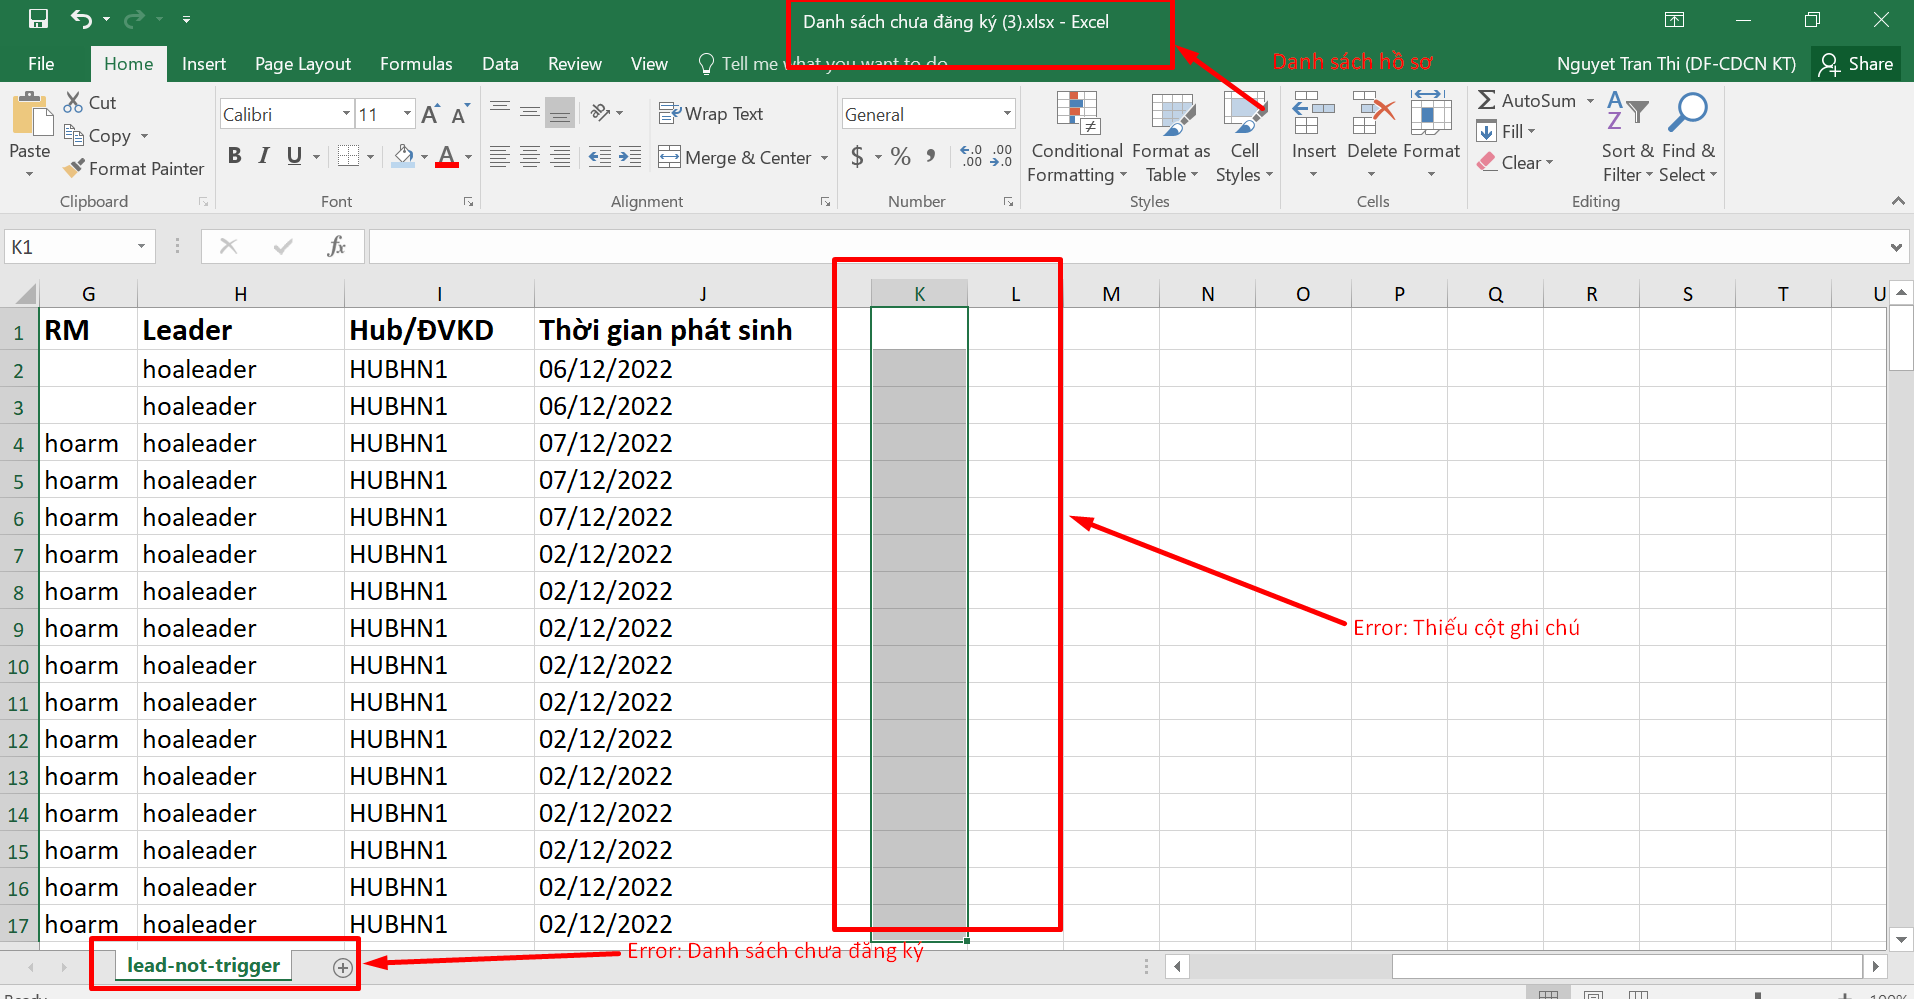 Danh sách chưa đăng ký (3).xlsx - Excel
File Home Insert Page Layout Formulas Data Review View Tell me what you want to do
Danh sách hồ sơ
Nguyet Tran Thi (DF-CDCN KT) Share
Paste
Cut
Copy
Format Painter
Clipboard
Calibri 11
B I U
Font
Wrap Text
Merge & Center
Alignment
General
$ % ,
Number
Conditional Formatting
Format as Table
Cell Styles
Styles
Insert Delete Format
Cells
AutoSum
Fill
Clear
Sort & Filter
Find & Select
Editing
K1
fx
G H I J K L M N O P Q R S T U
1 RM Leader Hub/ĐVKD Thời gian phát sinh
2 hoaleader HUBHN1 06/12/2022
3 hoaleader HUBHN1 06/12/2022
4 hoarm hoaleader HUBHN1 07/12/2022
5 hoarm hoaleader HUBHN1 07/12/2022
6 hoarm hoaleader HUBHN1 07/12/2022
7 hoarm hoaleader HUBHN1 02/12/2022
8 hoarm hoaleader HUBHN1 02/12/2022
9 hoarm hoaleader HUBHN1 02/12/2022
Error: Thiếu cột ghi chú
10 hoarm hoaleader HUBHN1 02/12/2022
11 hoarm hoaleader HUBHN1 02/12/2022
12 hoarm hoaleader HUBHN1 02/12/2022
13 hoarm hoaleader HUBHN1 02/12/2022
14 hoarm hoaleader HUBHN1 02/12/2022
15 hoarm hoaleader HUBHN1 02/12/2022
16 hoarm hoaleader HUBHN1 02/12/2022
17 hoarm hoaleader HUBHN1 02/12/2022
Error: Danh sách chưa đăng ký
lead-not-trigger